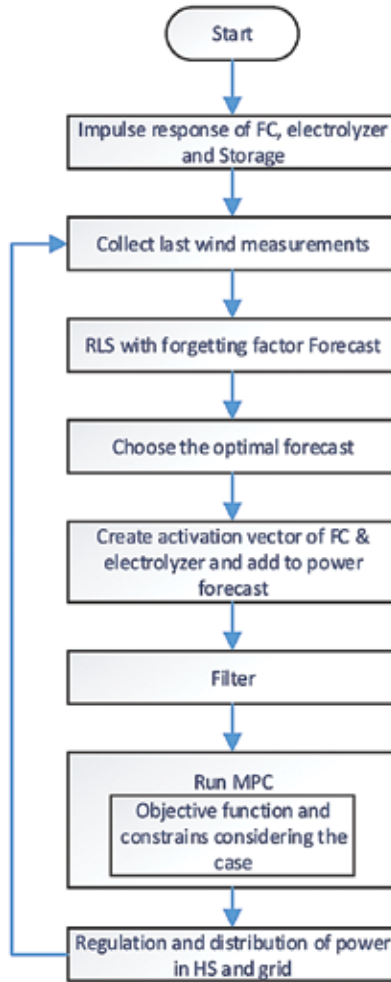 Start
Impulse response of FC, electrolyzer
and Storage
Collect last wind measurements
RLS with forgetting factor Forecast
Choose the optimal forecast
Create activation vector of FC &
electrolyzer and add to power
forecast
Filter
Run MPC
Objective function and
constrains considering the
case
Regulation and distribution of power
in HS and grid